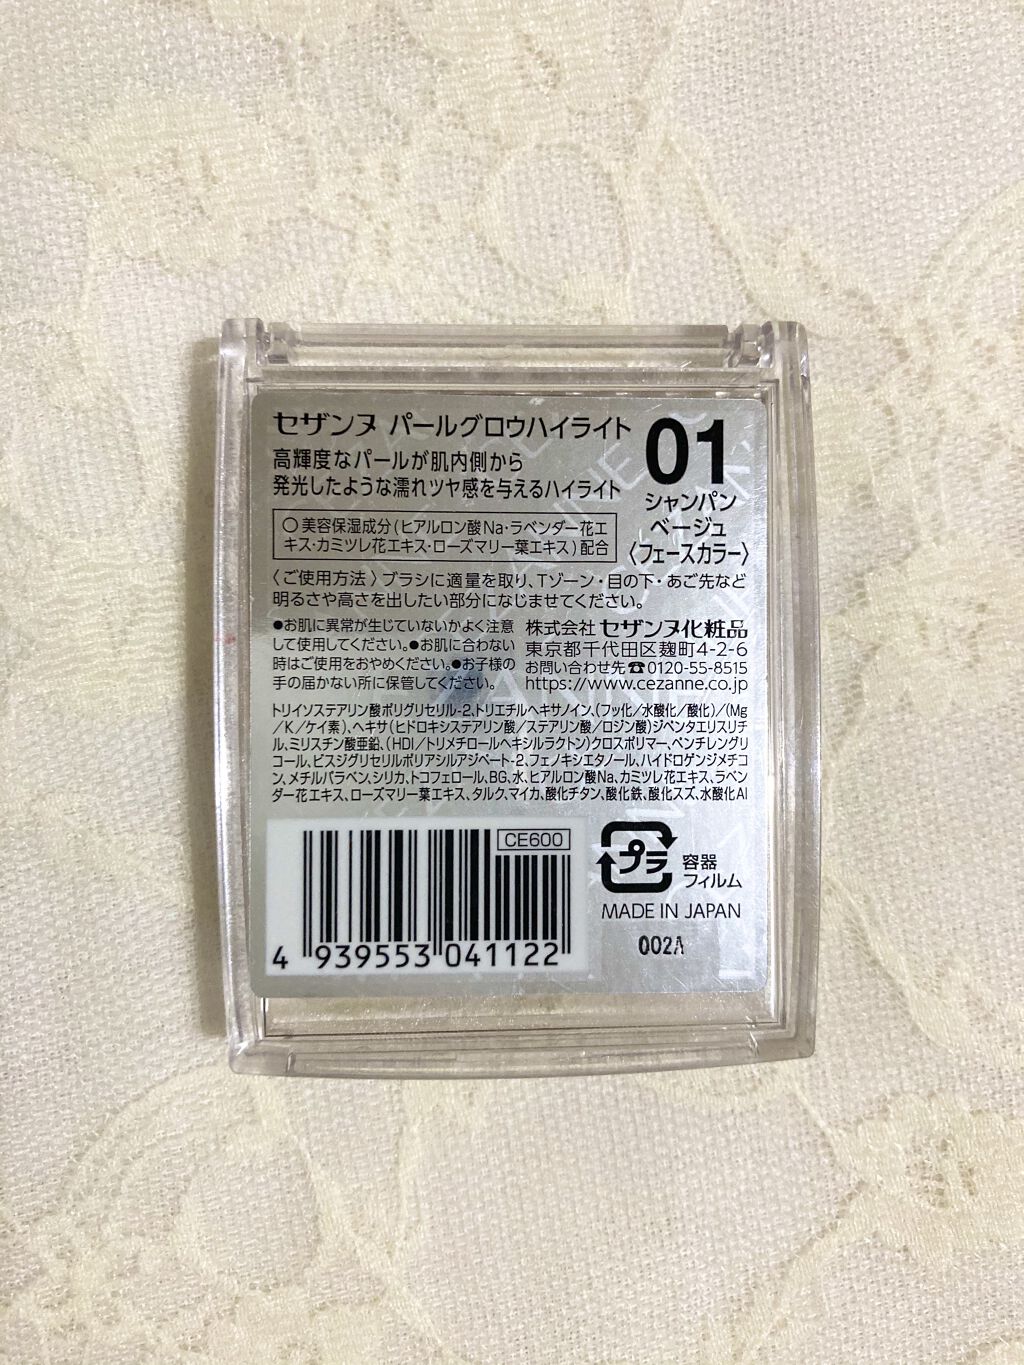 セザンヌ パールグロウハイライト
01
高輝度なパールが肌内側から
発光したような濡れツヤ感を与えるハイライト
シャンパン
ベージュ
〈フェースカラー〉
○美容保湿成分(ヒアルロン酸Na・ラベンダー花エ
キス・カミツレ花エキス・ローズマリー葉エキス)配合
〈ご使用方法〉ブラシに適量を取り、Tゾーン・目の下・あご先など
明るさや高さを出したい部分になじませてください。
●お肌に異常が生じていないかよく注意
して使用してください。●お肌に合わない
時はご使用をおやめください。●お子様の
手の届かない所に保管してください。
株式会社 セザンヌ化粧品
東京都千代田区麹町4-2-6
お問い合わせ先☎0120-55-8515
https://www.cezanne.co.jp
トリイソステアリン酸ポリグリセリル-2、トリエチルヘキサノイン、(フッ化/水酸化/酸化)/(Mg
/K/ケイ素)、ヘキサ(ヒドロキシステアリン酸/ステアリン酸/ロジン酸)ジペンタエリスリチ
ル、ミリスチン酸亜鉛、(HDI/トリメチロールヘキシルラクトン)クロスポリマー、ペンチレングリ
コール、ビスジグリセリルポリアシルアジペート-2、フェノキシエタノール、ハイドロゲンジメチコ
ン、メチルパラベン、シリカ、トコフェロール、BG、水、ヒアルロン酸Na、カミツレ花エキス、ラベン
ダー花エキス、ローズマリー葉エキス、タルク、マイカ、酸化チタン、酸化鉄、酸化スズ、水酸化Al
CE600
4 939553 041122
プラ
容器
フィルム
MADE IN JAPAN
002A